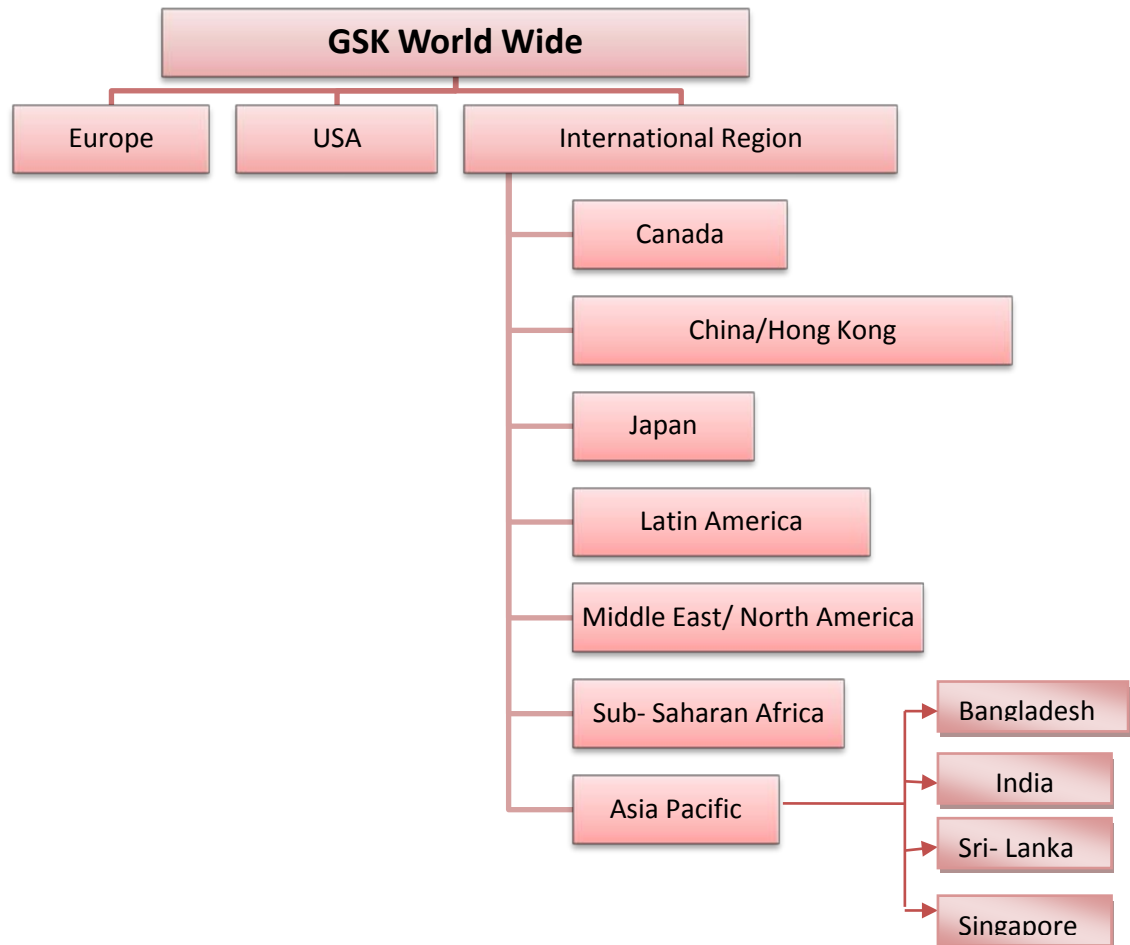 GSK World Wide
Europe
USA
International Region
Canada
China/Hong Kong
Japan
Latin America
Middle East/ North America
Sub- Saharan Africa
Asia Pacific
Bangladesh
India
Sri- Lanka
Singapore